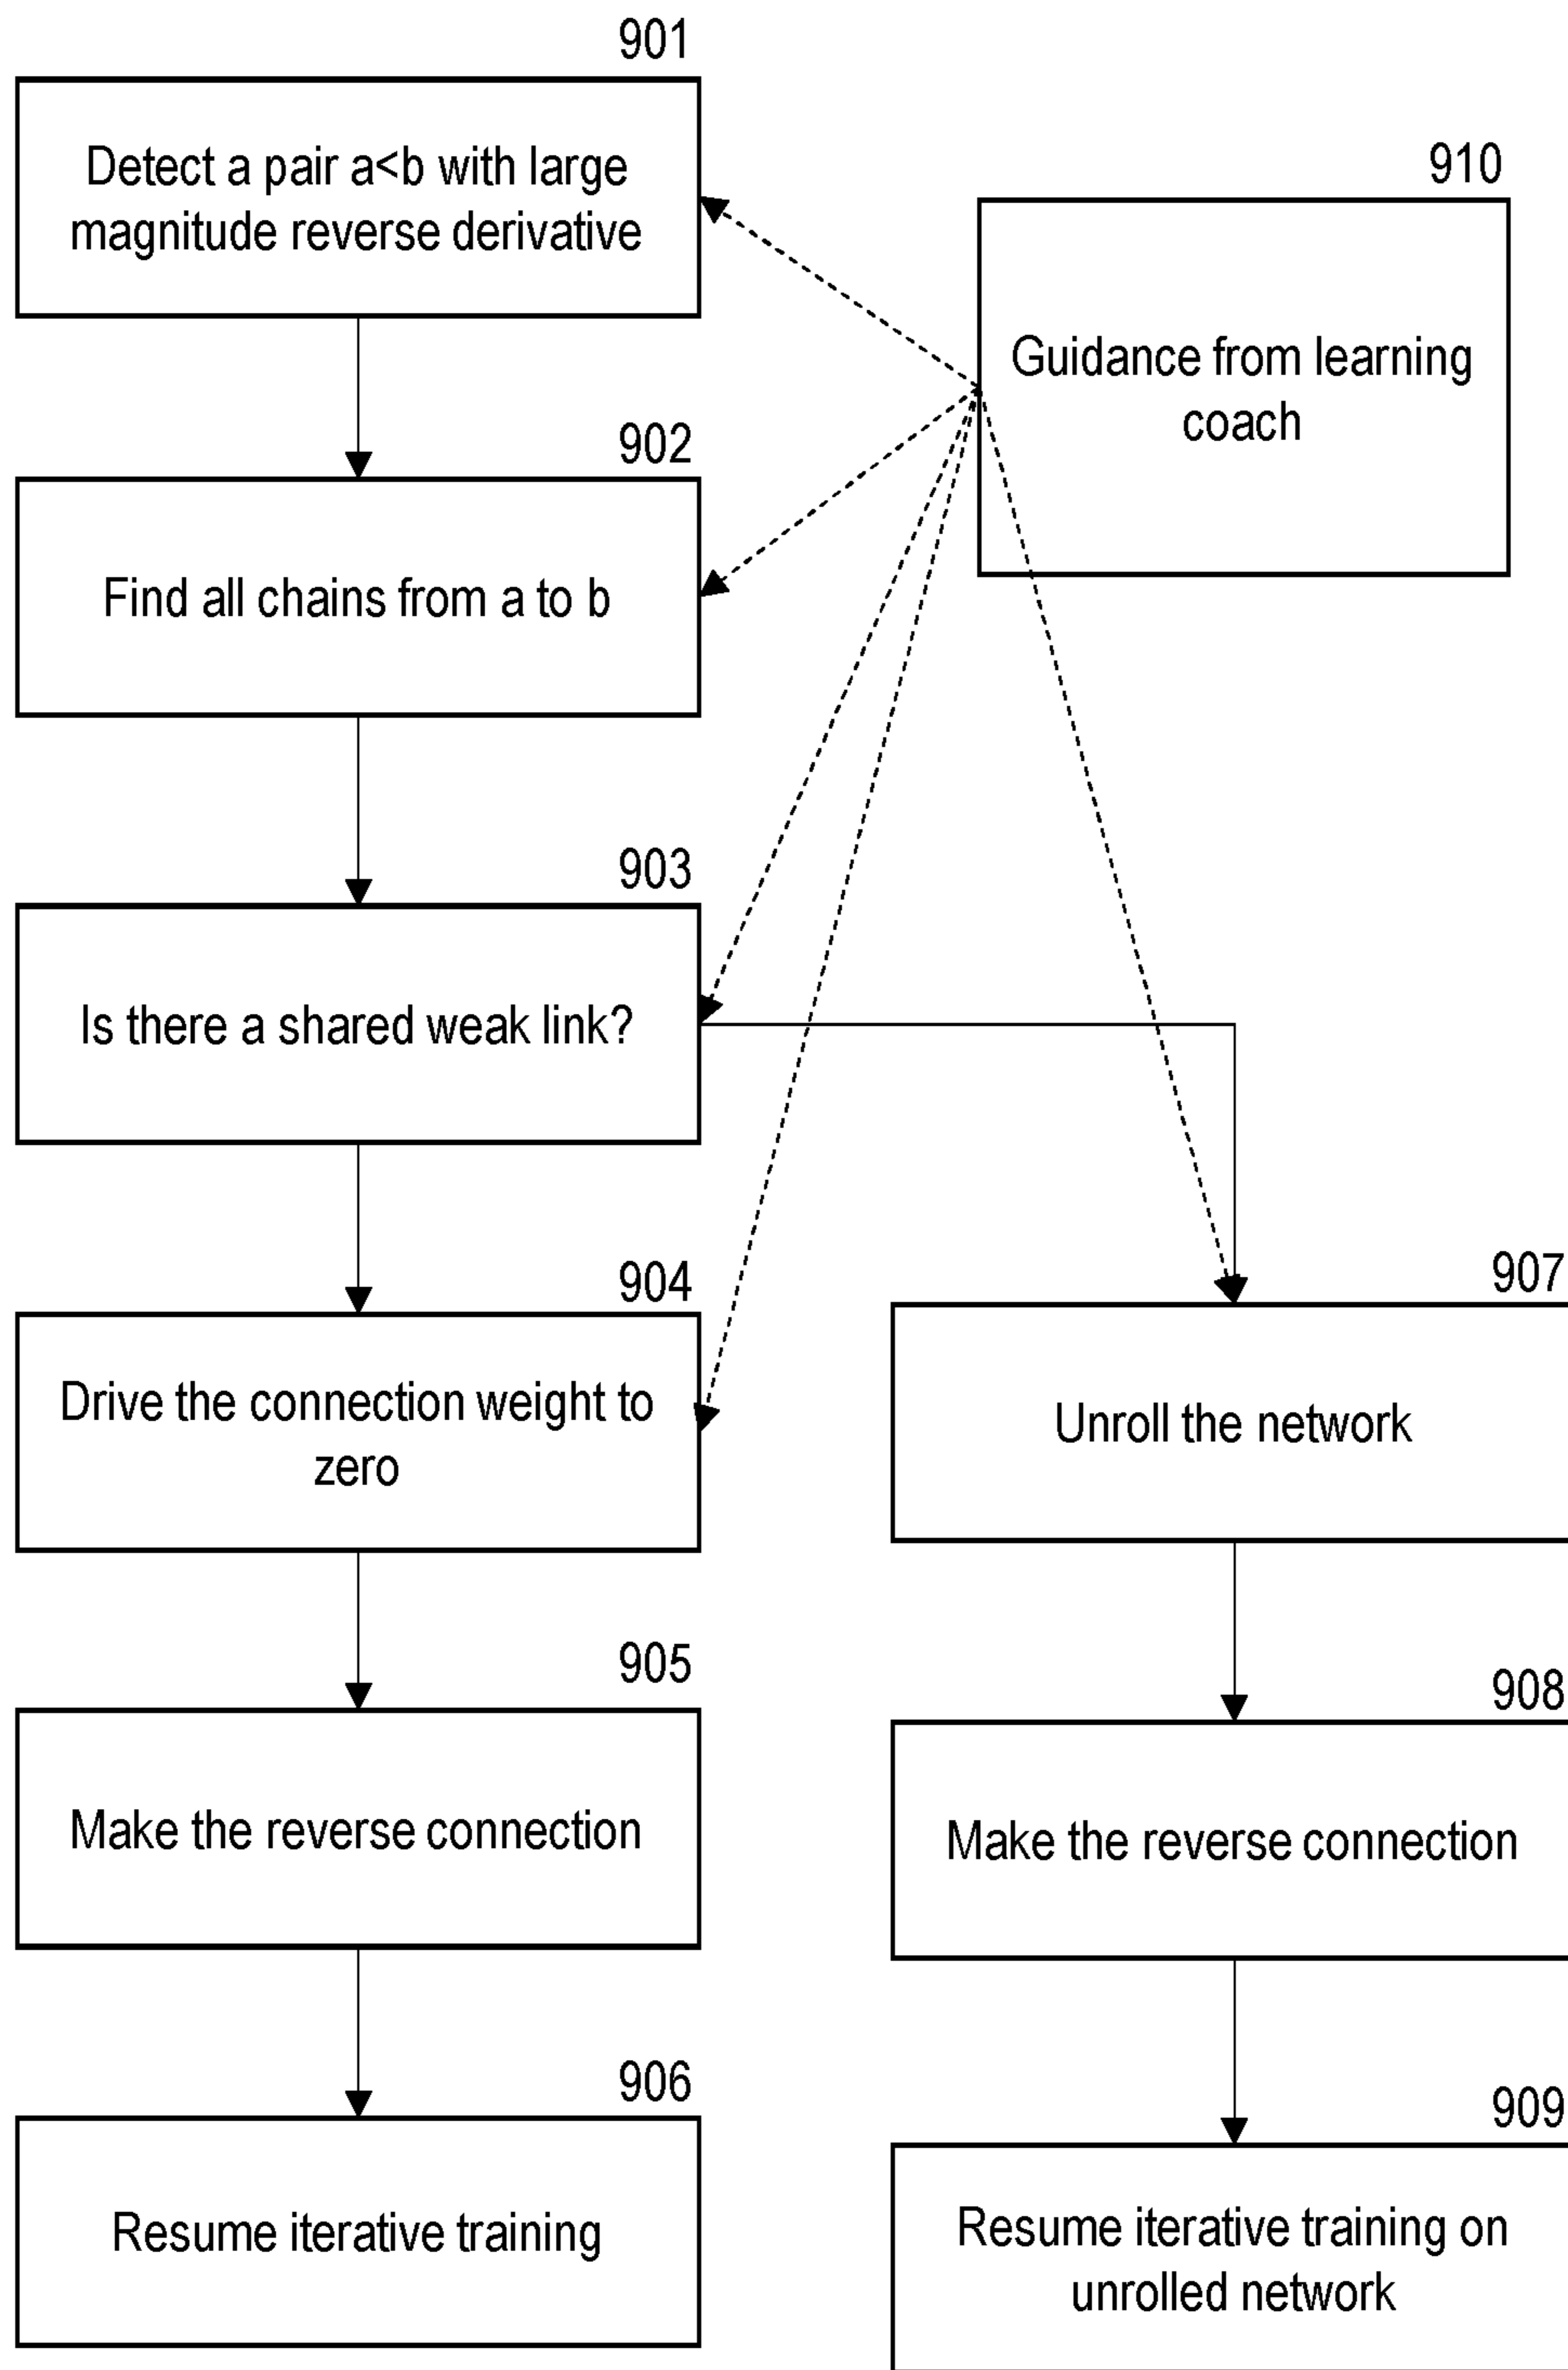 901
Detect a pair a<b with large
magnitude reverse derivative
910
Guidance from learning
coach
902
Find all chains from a to b
903
Is there a shared weak link?
904
Drive the connection weight to
zero
907
Unroll the network
905
Make the reverse connection
908
Make the reverse connection
906
Resume iterative training
909
Resume iterative training on
unrolled network